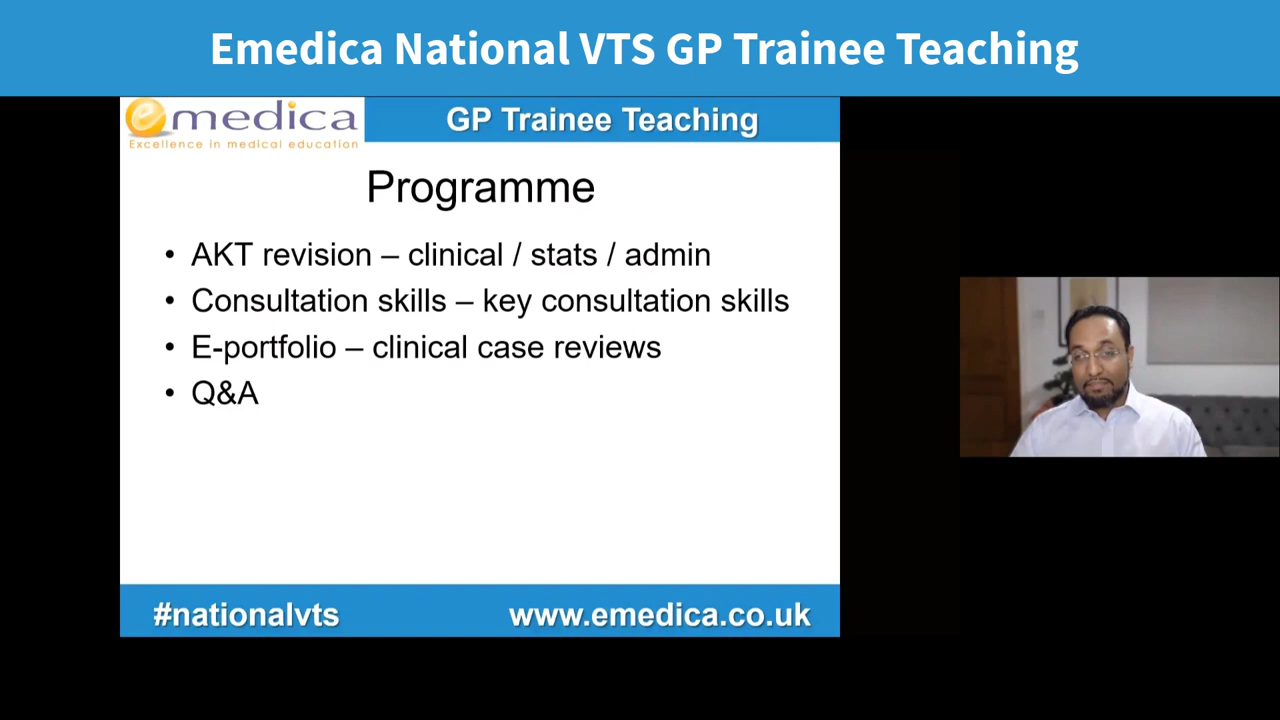 Emedica National VTS GP Trainee Teaching
emedica
Excellence in medical education
GP Trainee Teaching
Programme
• AKT revision – clinical / stats / admin
• Consultation skills – key consultation skills
• E-portfolio – clinical case reviews
• Q&A
#nationalvts
www.emedica.co.uk